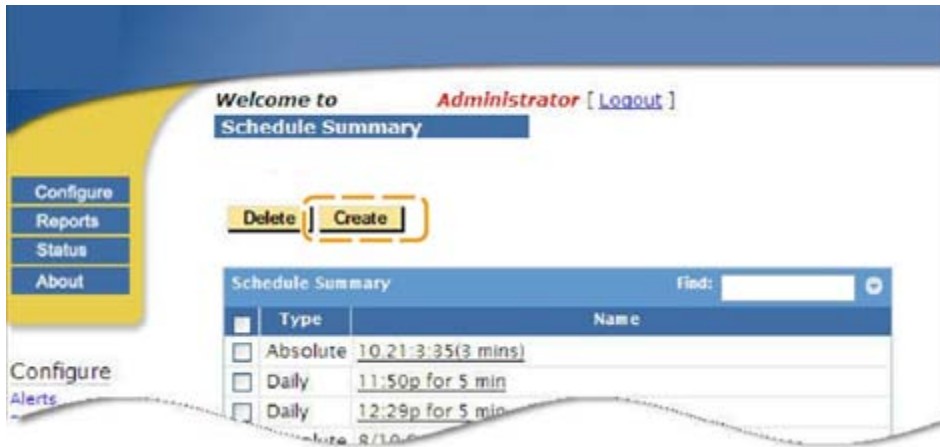 Welcome to Administrator [ Logout ]
Schedule Summary
Configure
Reports
Status
About
Delete Create
Schedule Summary Find:
Type Name
Absolute 10.21:3:35(3 mins)
Daily 11:50p for 5 min
Daily 12:29p for 5 min
Configure
Alerts